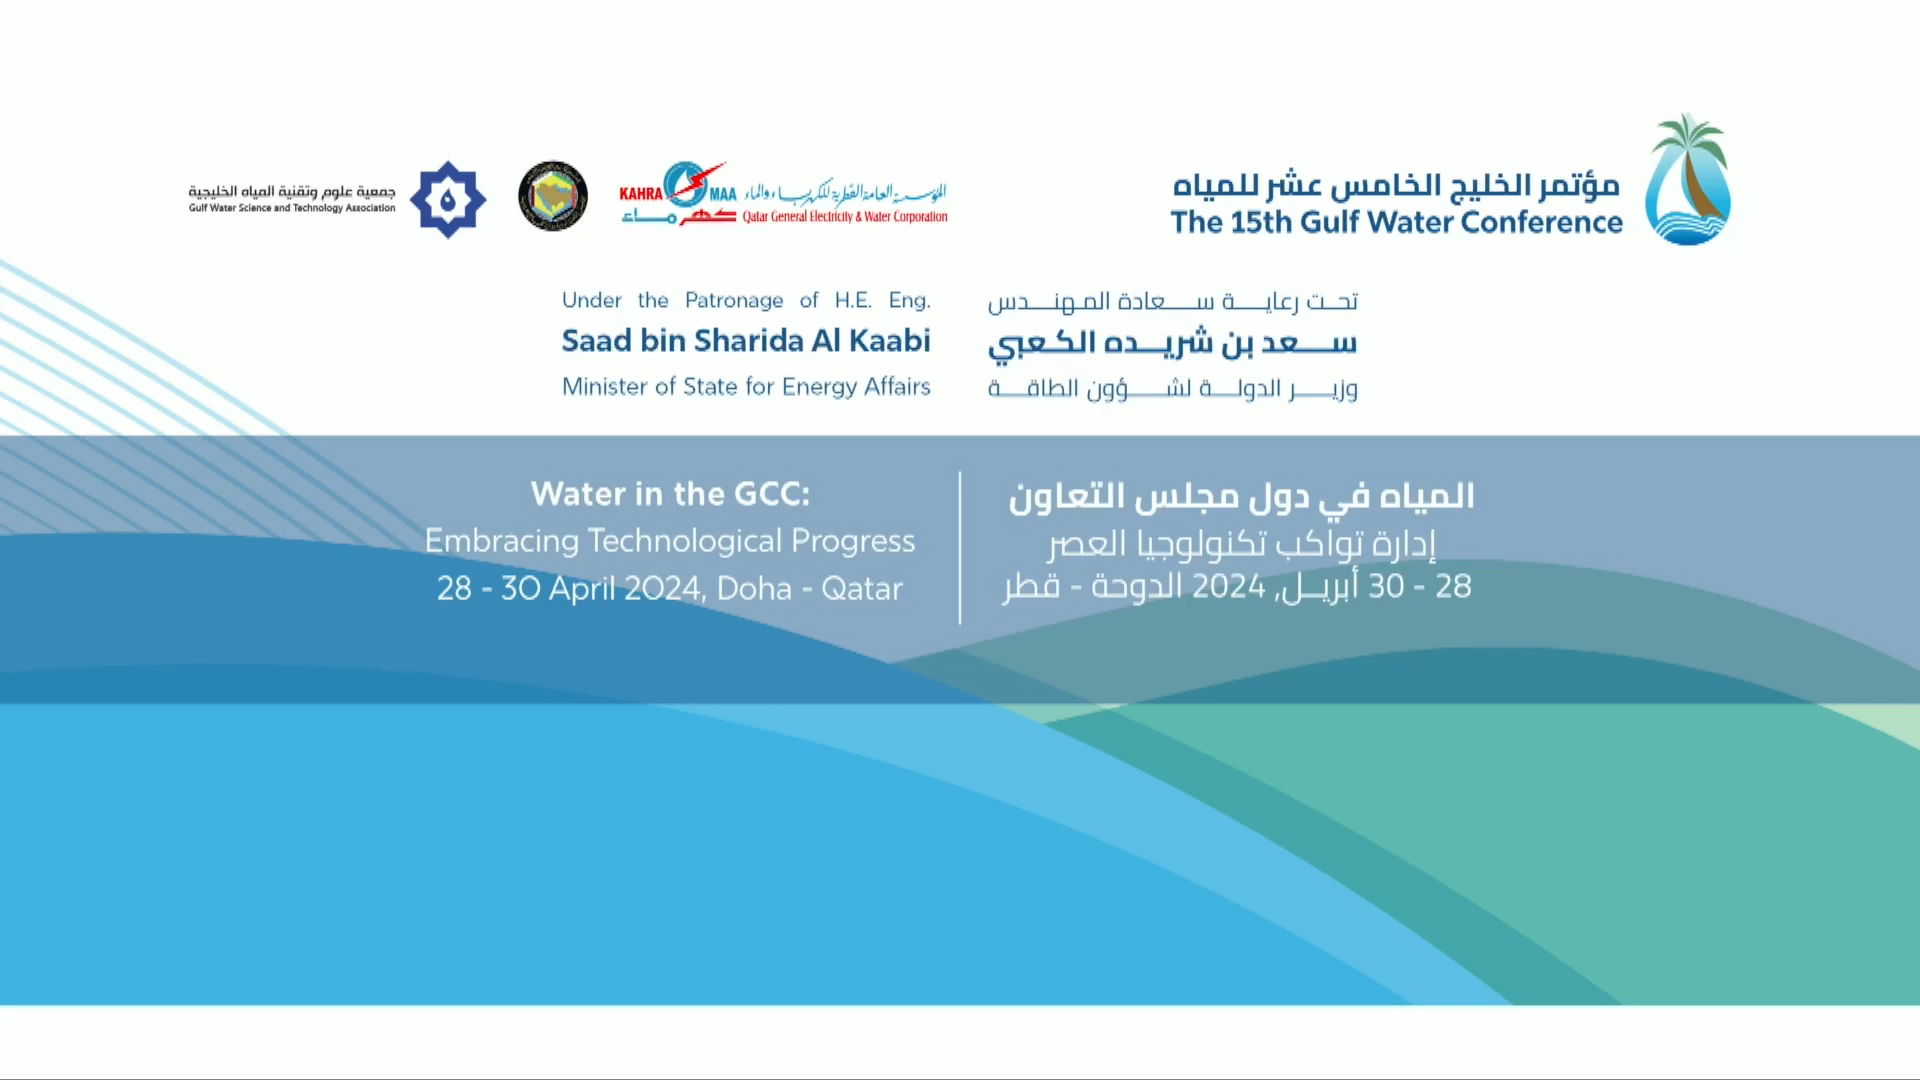 جمعية علوم وتقنية المياه الخليجية
Gulf Water Science and Technology Association
KAHRA MAA
كهرماء
المؤسسة العامة القطرية للكهرباء والماء
Qatar General Electricity & Water Corporation
مؤتمر الخليج الخامس عشر للمياه
The 15th Gulf Water Conference
Under the Patronage of H.E. Eng.
Saad bin Sharida Al Kaabi
Minister of State for Energy Affairs
تحت رعاية سعادة المهندس
سعد بن شريده الكعبي
وزير الدولة لشؤون الطاقة
Water in the GCC:
Embracing Technological Progress
28 - 30 April 2024, Doha - Qatar
المياه في دول مجلس التعاون
إدارة تواكب تكنولوجيا العصر
28 - 30 أبريل, 2024 الدوحة - قطر